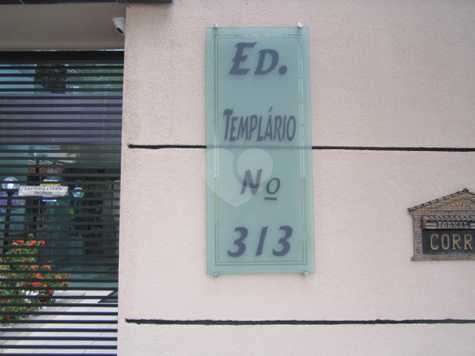 ED.
TEMPLÁRIO
Nº
313
CORR